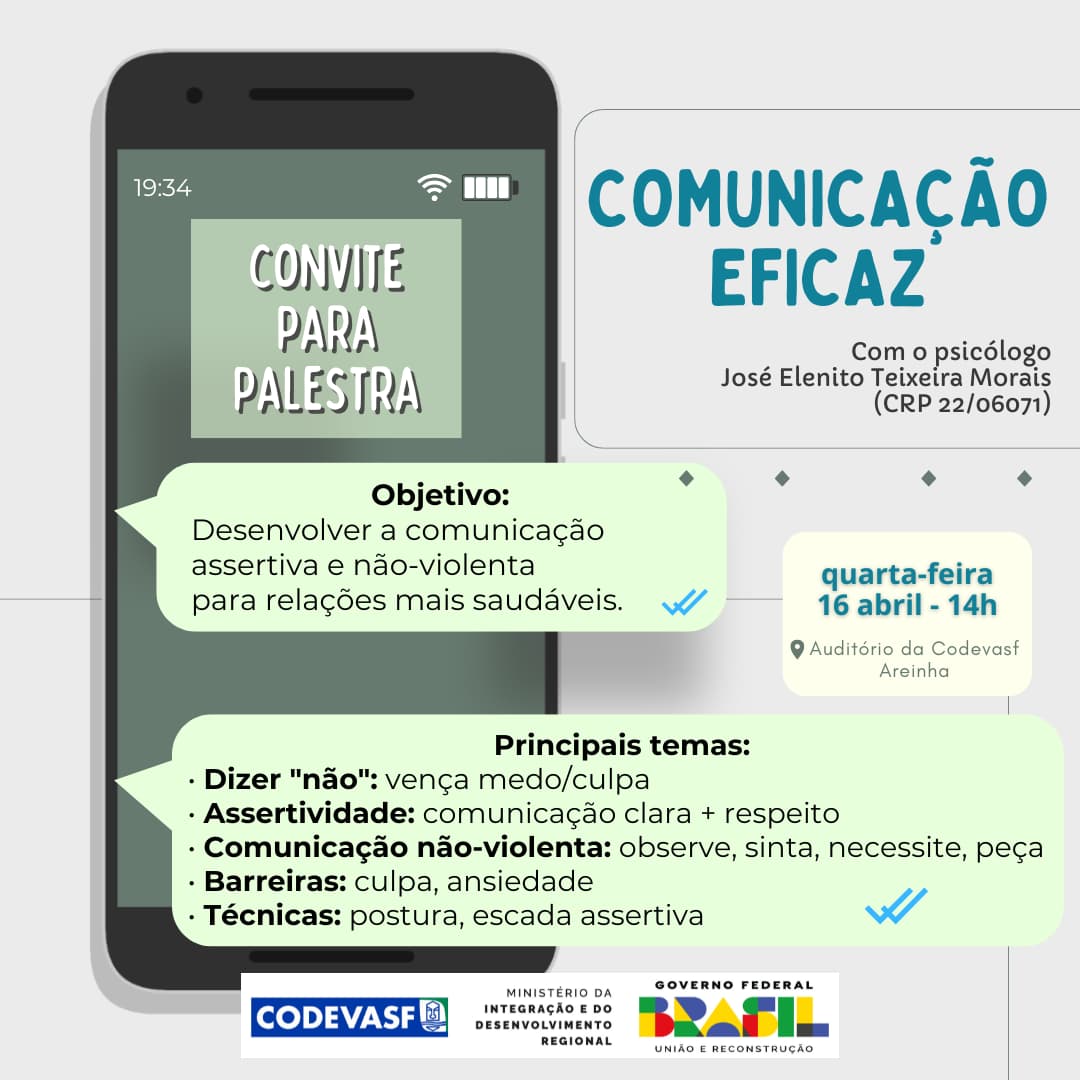 19:34
CONVITE
PARA
PALESTRA
COMUNICAÇÃO
EFICAZ
Com o psicólogo
José Elenito Teixeira Morais
(CRP 22/06071)
Objetivo:
Desenvolver a comunicação
assertiva e não-violenta
para relações mais saudáveis.
quarta-feira
16 abril - 14h
Auditório da Codevasf
Areinha
Principais temas:
· Dizer "não": vença medo/culpa
· Assertividade: comunicação clara + respeito
· Comunicação não-violenta: observe, sinta, necessite, peça
· Barreiras: culpa, ansiedade
· Técnicas: postura, escada assertiva
CODEVASF
MINISTÉRIO DA
INTEGRAÇÃO E DO
DESENVOLVIMENTO
REGIONAL
GOVERNO FEDERAL
BRASIL
UNIÃO E RECONSTRUÇÃO